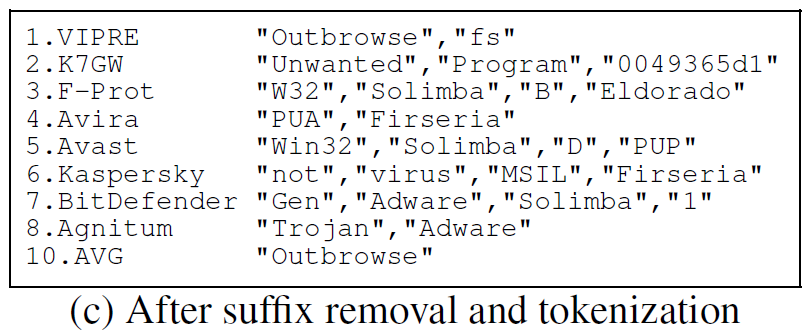 1.VIPRE "Outbrowse","fs"
2.K7GW "Unwanted","Program","0049365d1"
3.F-Prot "W32","Solimba","B","Eldorado"
4.Avira "PUA","Firseria"
5.Avast "Win32","Solimba","D","PUP"
6.Kaspersky "not","virus","MSIL","Firseria"
7.BitDefender "Gen","Adware","Solimba","1"
8.Agnitum "Trojan","Adware"
10.AVG "Outbrowse"
(c) After suffix removal and tokenization